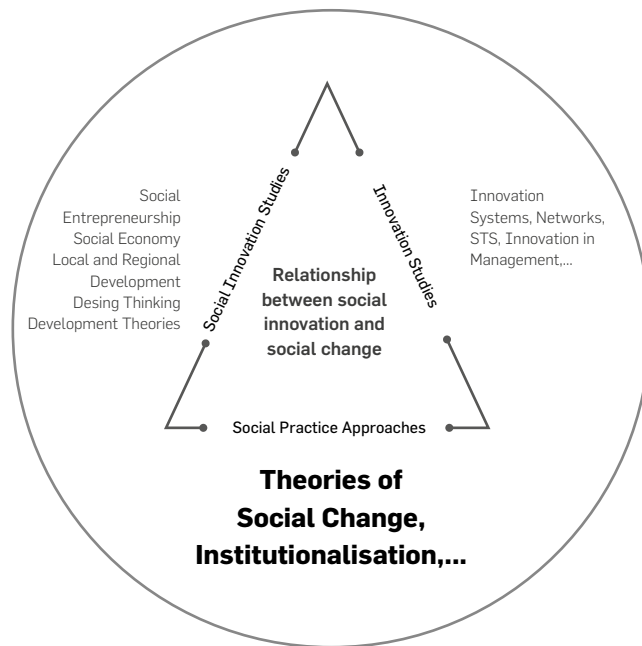 Social
Entrepreneurship
Social Economy
Local and Regional
Development
Desing Thinking
Development Theories
Social Innovation Studies
Relationship
between social
innovation and
social change
Innovation Studies
Innovation
Systems, Networks,
STS, Innovation in
Management,...
Social Practice Approaches
Theories of
Social Change,
Institutionalisation,...